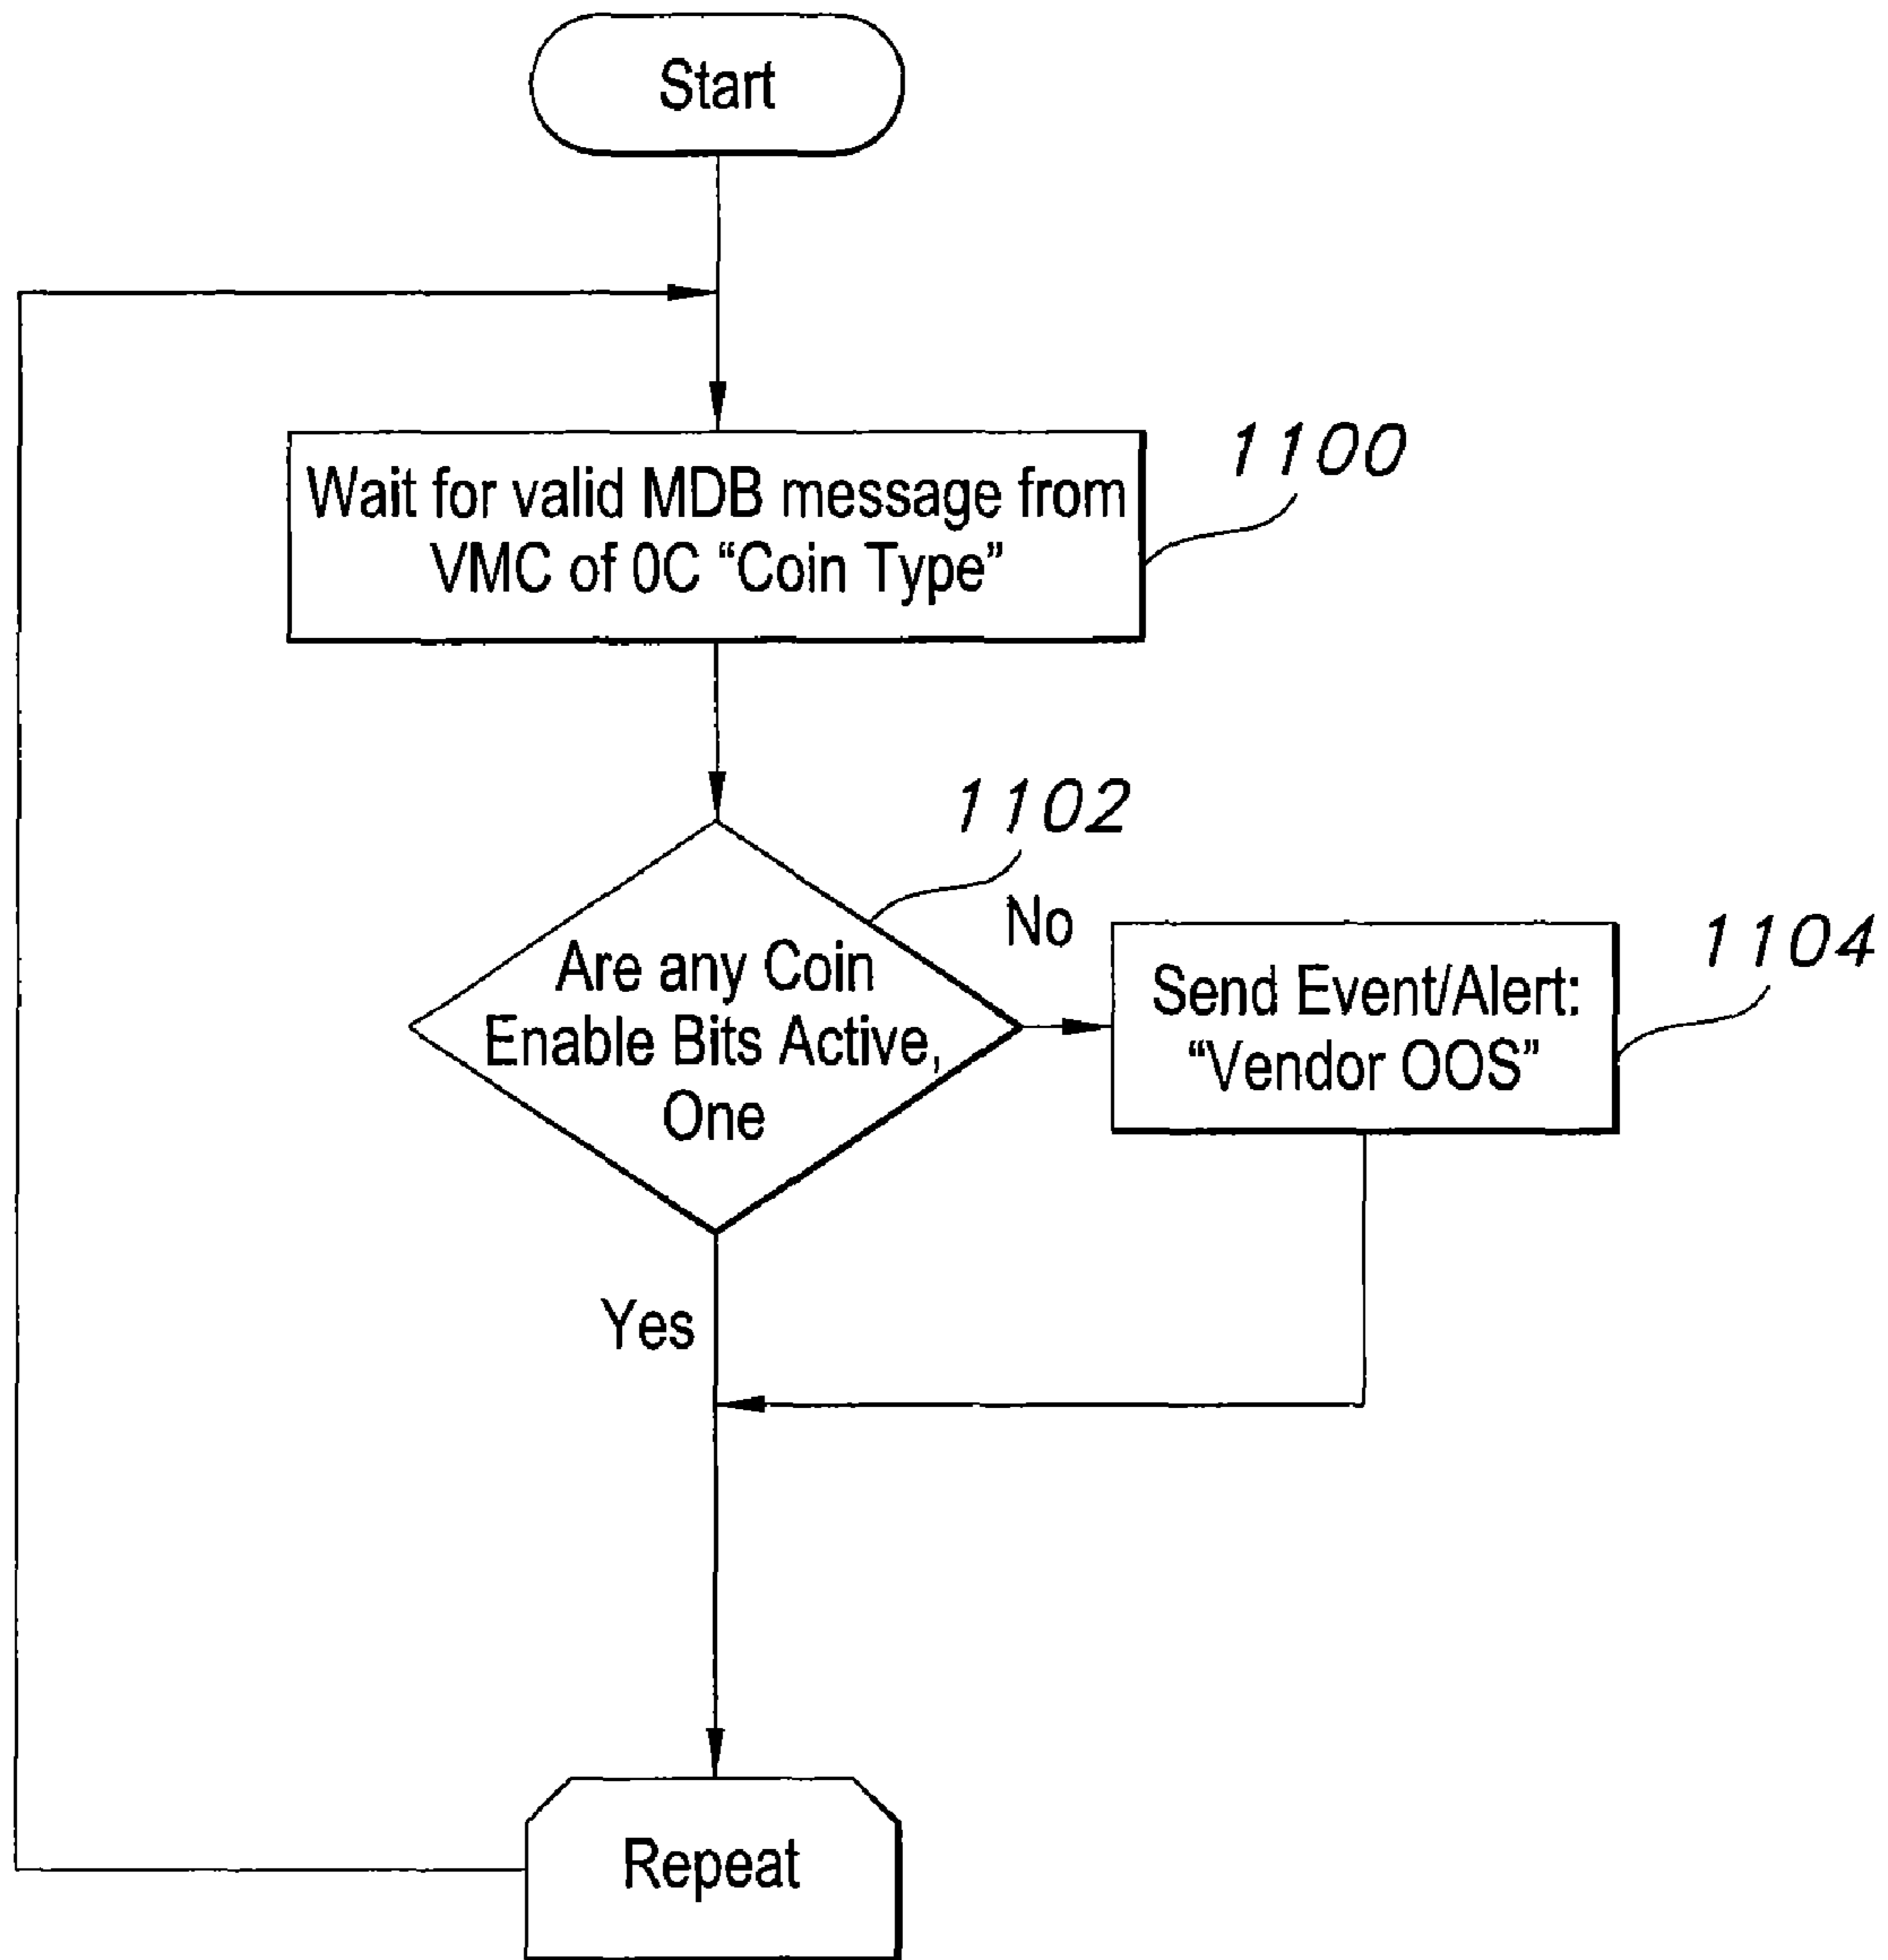 Start
Wait for valid MDB message from
VMC of 0C “Coin Type”
1100
1102
Are any Coin
Enable Bits Active,
One
No
Send Event/Alert:
“Vendor OOS”
1104
Yes
Repeat